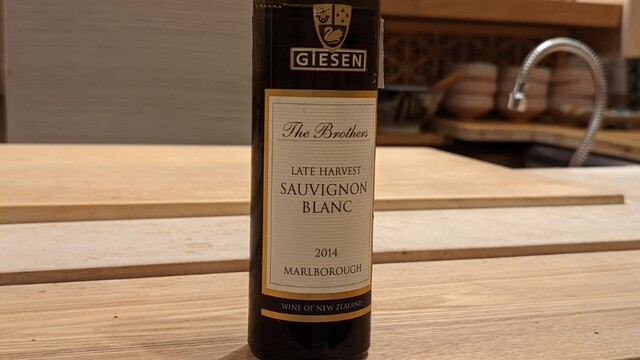 GIESEN
The Brothers
LATE HARVEST
SAUVIGNON
BLANC
2014
MARLBOROUGH
WINE OF NEW ZEALAND